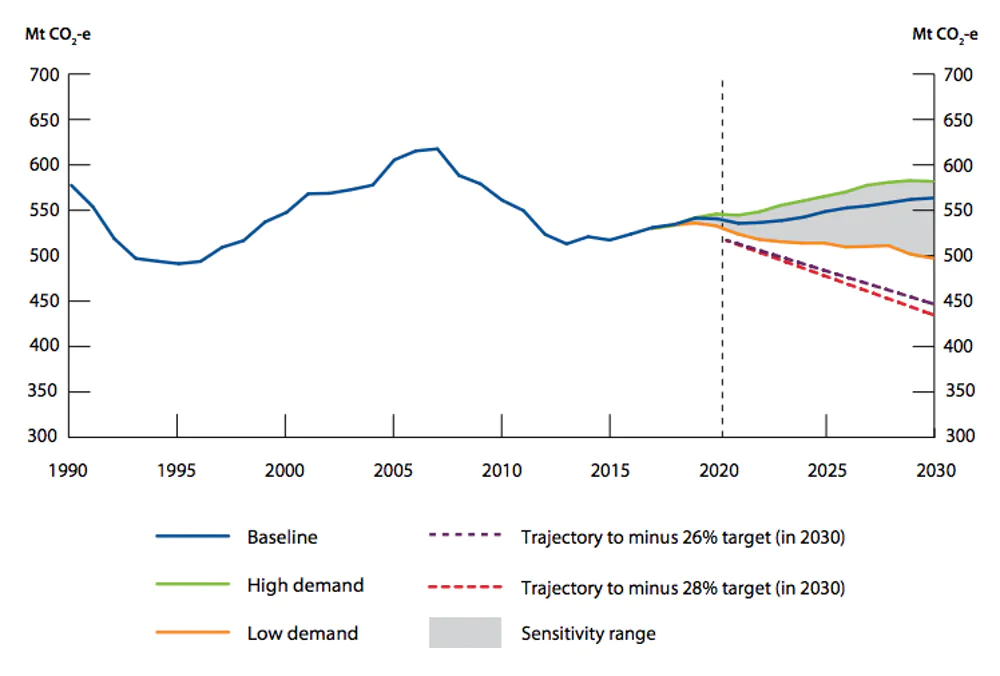 Mt CO₂-e Mt CO₂-e
700 700
650 650
600 600
550 550
500 500
450 450
400 400
350 350
300 300
1990 1995 2000 2005 2010 2015 2020 2025 2030
Baseline Trajectory to minus 26% target (in 2030)
High demand Trajectory to minus 28% target (in 2030)
Low demand Sensitivity range